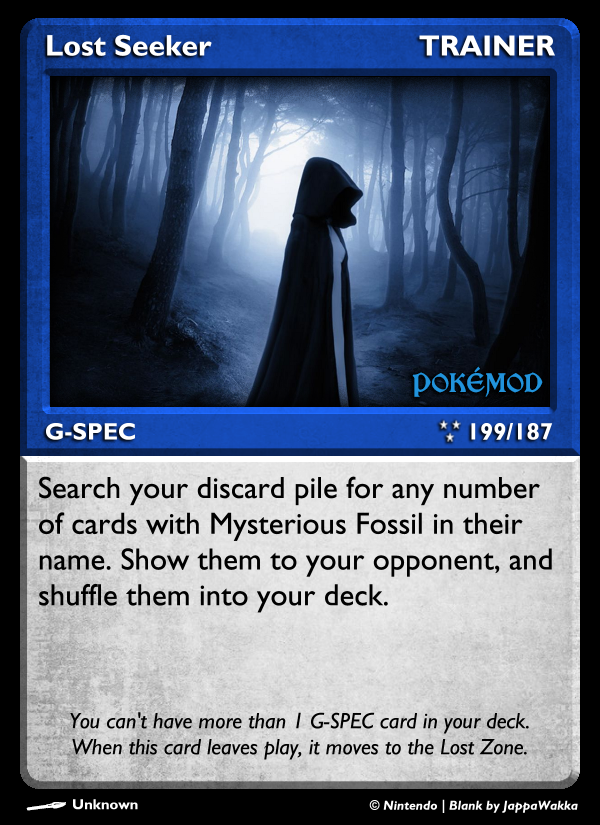 Lost Seeker TRAINER
POKÉMOD
G-SPEC 199/187
Search your discard pile for any number
of cards with Mysterious Fossil in their
name. Show them to your opponent, and
shuffle them into your deck.
You can't have more than 1 G-SPEC card in your deck.
When this card leaves play, it moves to the Lost Zone.
Unknown © Nintendo | Blank by JappaWakka